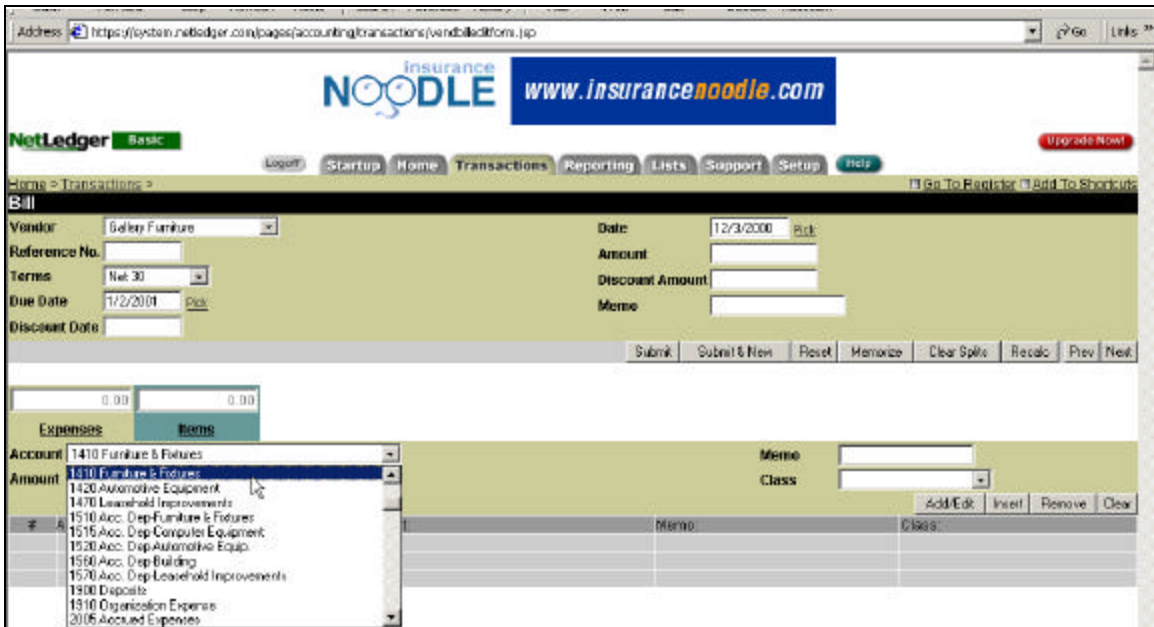 Address https://system.netledger.com/pages/accounting/transactions/vendbilleditform.jsp Go Links »
insurance
NOODLE www.insurancenoodle.com
NetLedger Basic Upgrade Now!
Logoff Startup Home Transactions Reporting Lists Support Setup Help
Home > Transactions > Go To Register Add To Shortcuts
Bill
Vendor Gallery Furniture Date 12/3/2000 Pick
Reference No. Amount
Terms Net 30 Discount Amount
Due Date 1/2/2001 Pick Memo
Discount Date
Submit Submit & New Reset Memorize Clear Splits Recalc Prev Next
0.00 0.00
Expenses Items
Account 1410 Furniture & Fixtures Memo
Amount 1410 Furniture & Fixtures Class
1420 Automotive Equipment
1470 Leasehold Improvements Add/Edit Insert Remove Clear
1510 Acc. Dep-Furniture & Fixtures
# A Memo: Class:
1515 Acc. Dep-Computer Equipment
1520 Acc. Dep-Automotive Equip.
1560 Acc. Dep-Building
1570 Acc. Dep-Leasehold Improvements
1900 Deposits
1910 Organization Expense
2005 Accrued Expenses